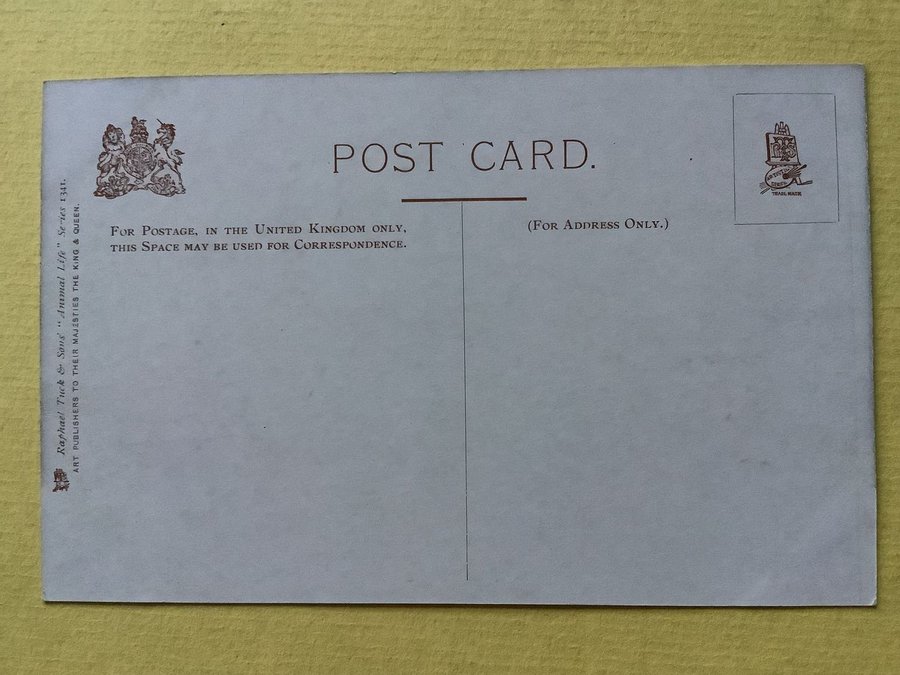 POST CARD.
FOR POSTAGE, IN THE UNITED KINGDOM ONLY,
THIS SPACE MAY BE USED FOR CORRESPONDENCE.
(FOR ADDRESS ONLY.)
TRADE MARK
Raphael Tuck & Sons' "Animal Life" Series 1341.
ART PUBLISHERS TO THEIR MAJESTIES THE KING & QUEEN.